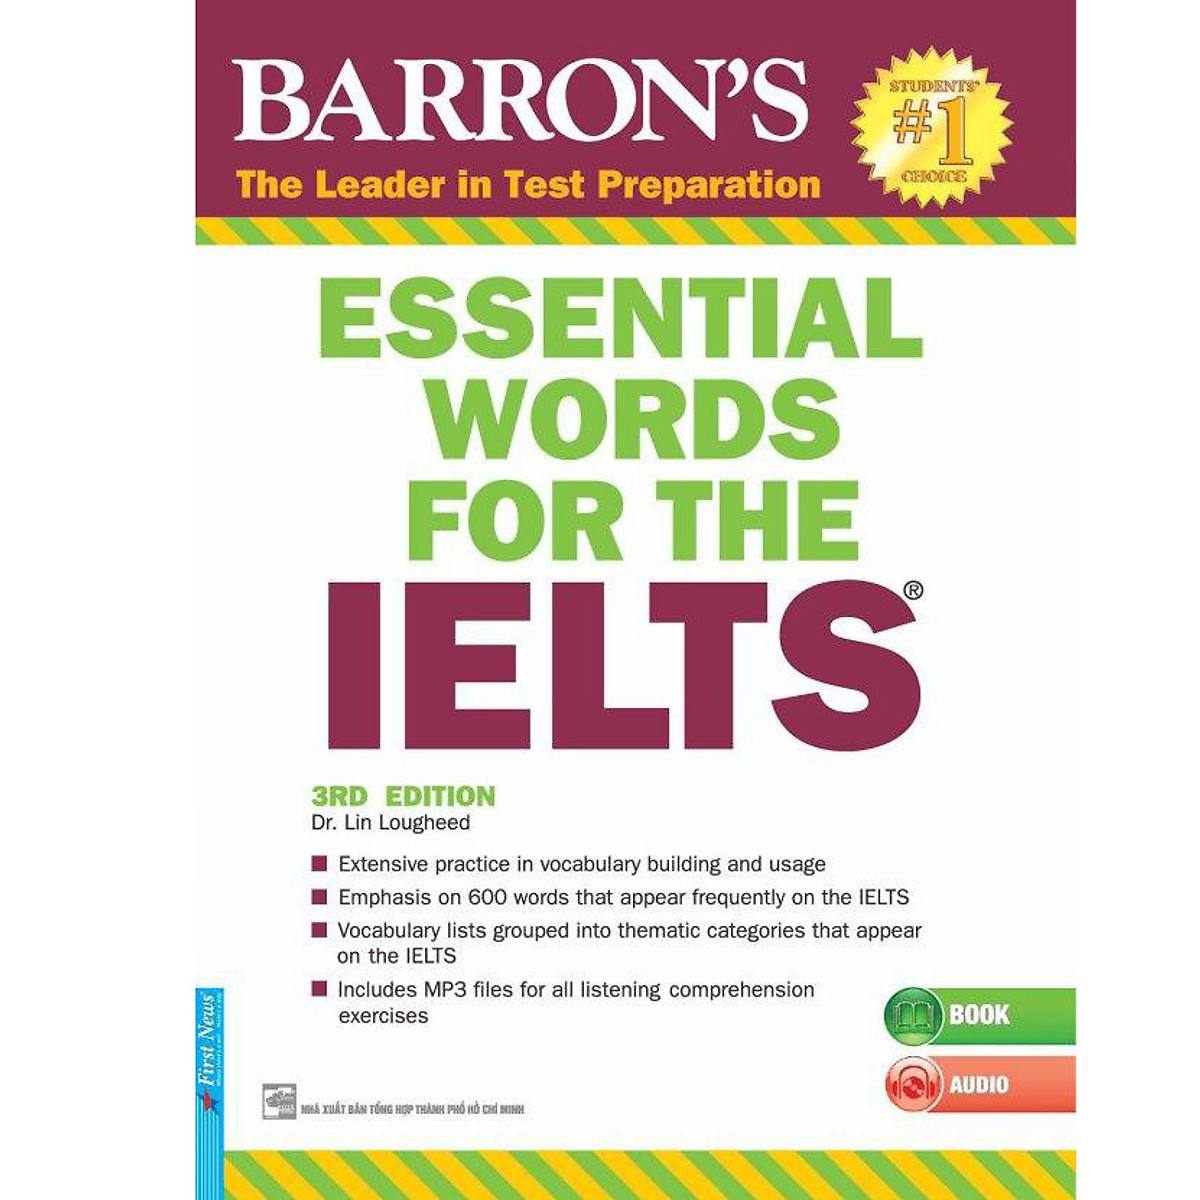 BARRON'S
The Leader in Test Preparation
STUDENTS'
#1
CHOICE
ESSENTIAL
WORDS
FOR THE
IELTS®
3RD EDITION
Dr. Lin Lougheed
Extensive practice in vocabulary building and usage
Emphasis on 600 words that appear frequently on the IELTS
Vocabulary lists grouped into thematic categories that appear
on the IELTS
Includes MP3 files for all listening comprehension
exercises
BOOK
AUDIO
First News
NHÀ XUẤT BẢN TỔNG HỢP THÀNH PHỐ HỒ CHÍ MINH